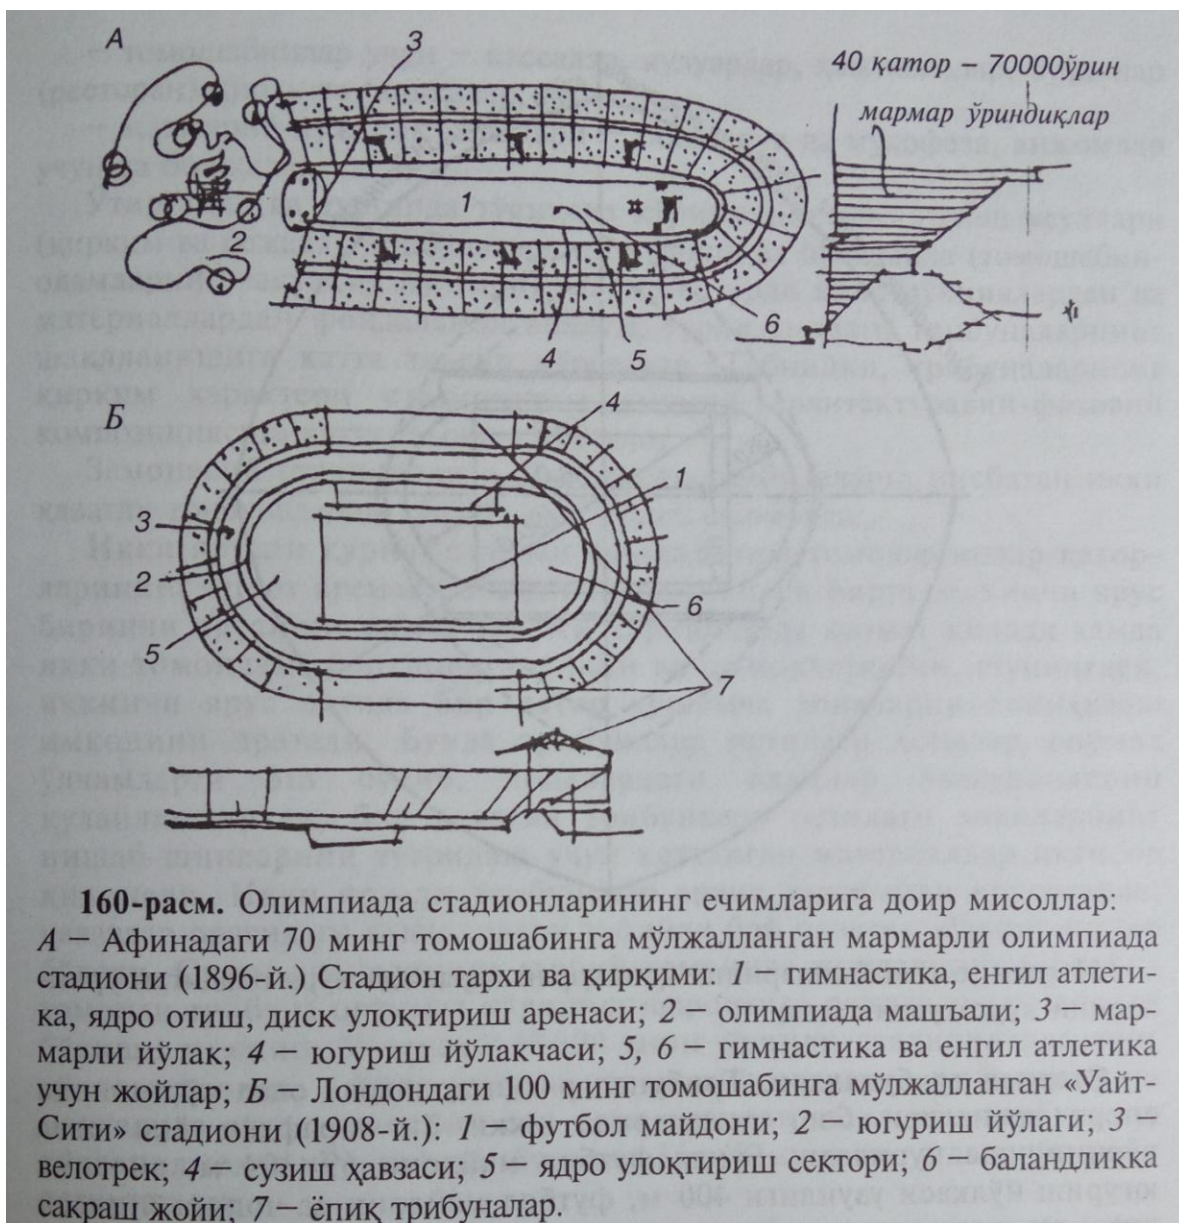 А
3
40 қатор – 70000ўрин
мармар ўриндиқлар
1
2
6
4
5
Б
4
1
3
2
6
5
7
160-расм. Олимпиада стадионларининг ечимларига доир мисоллар:
А – Афинадаги 70 минг томошабинга мўлжалланган мармарли олимпиада
стадиони (1896-й.) Стадион тархи ва қирқими: 1 – гимнастика, енгил атлети-
ка, ядро отиш, диск улоқтириш аренаси; 2 – олимпиада машъали; 3 – мар-
марли йўлак; 4 – югуриш йўлакчаси; 5, 6 – гимнастика ва енгил атлетика
учун жойлар; Б – Лондондаги 100 минг томошабинга мўлжалланган «Уайт-
Сити» стадиони (1908-й.): 1 – футбол майдони; 2 – югуриш йўлаги; 3 –
велотрек; 4 – сузиш ҳавзаси; 5 – ядро улоқтириш сектори; 6 – баландликка
сакраш жойи; 7 – ёпиқ трибуналар.